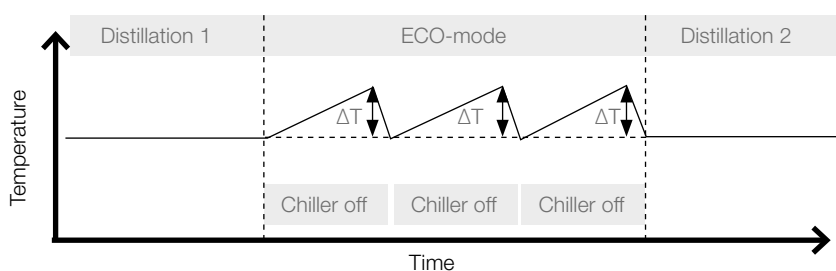 Distillation 1 ECO-mode Distillation 2
ΔT ΔT ΔT
Temperature
Chiller off Chiller off Chiller off
Time